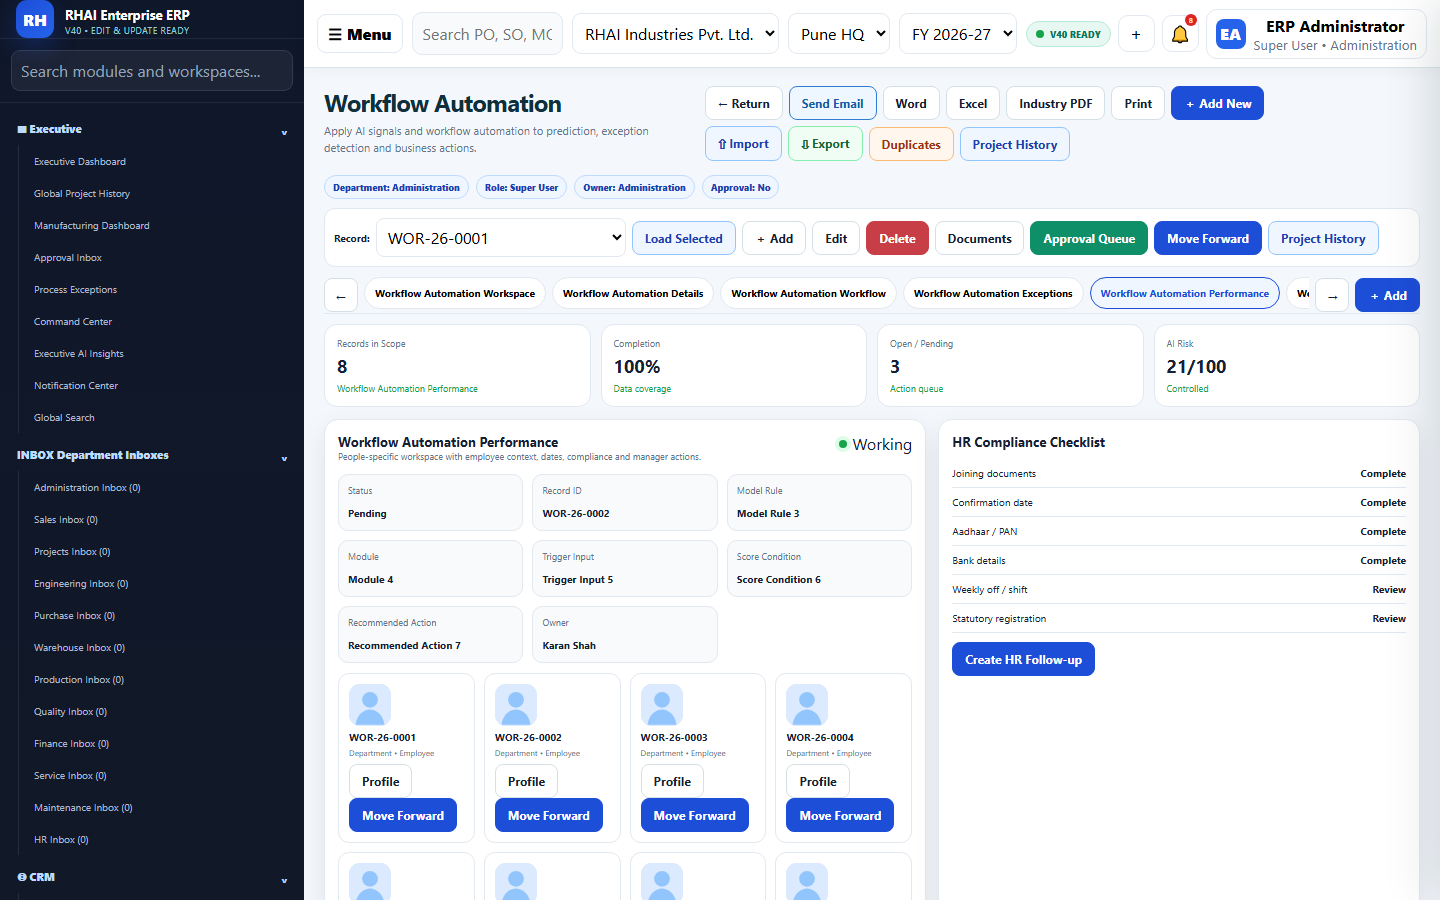 RH
RHAI Enterprise ERP
V40 • EDIT & UPDATE READY
Search modules and workspaces...
Executive
Executive Dashboard
Global Project History
Manufacturing Dashboard
Approval Inbox
Process Exceptions
Command Center
Executive AI Insights
Notification Center
Global Search
INBOX Department Inboxes
Administration Inbox (0)
Sales Inbox (0)
Projects Inbox (0)
Engineering Inbox (0)
Purchase Inbox (0)
Warehouse Inbox (0)
Production Inbox (0)
Quality Inbox (0)
Finance Inbox (0)
Service Inbox (0)
Maintenance Inbox (0)
HR Inbox (0)
CRM
☰ Menu
Search PO, SO, MO
RHAI Industries Pvt. Ltd.
Pune HQ
FY 2026-27
V40 READY
+
8
EA
ERP Administrator
Super User • Administration
Workflow Automation
Apply AI signals and workflow automation to prediction, exception
detection and business actions.
← Return
Send Email
Word
Excel
Industry PDF
Print
+ Add New
⇧ Import
⇩ Export
Duplicates
Project History
Department: Administration
Role: Super User
Owner: Administration
Approval: No
Record:
WOR-26-0001
Load Selected
+ Add
Edit
Delete
Documents
Approval Queue
Move Forward
Project History
←
Workflow Automation Workspace
Workflow Automation Details
Workflow Automation Workflow
Workflow Automation Exceptions
Workflow Automation Performance
→
+ Add
Records in Scope
8
Workflow Automation Performance
Completion
100%
Data coverage
Open / Pending
3
Action queue
AI Risk
21/100
Controlled
Workflow Automation Performance
People-specific workspace with employee context, dates, compliance and manager actions.
Working
Status
Pending
Record ID
WOR-26-0002
Model Rule
Model Rule 3
Module
Module 4
Trigger Input
Trigger Input 5
Score Condition
Score Condition 6
Recommended Action
Recommended Action 7
Owner
Karan Shah
WOR-26-0001
Department • Employee
Profile
Move Forward
WOR-26-0002
Department • Employee
Profile
Move Forward
WOR-26-0003
Department • Employee
Profile
Move Forward
WOR-26-0004
Department • Employee
Profile
Move Forward
HR Compliance Checklist
Joining documents Complete
Confirmation date Complete
Aadhaar / PAN Complete
Bank details Complete
Weekly off / shift Review
Statutory registration Review
Create HR Follow-up